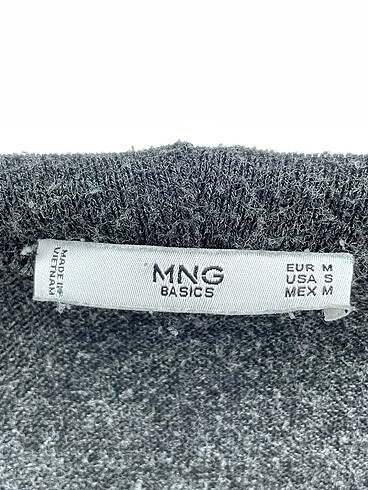 MADE IN
VIETNAM
MNG
BASICS
EUR M
USA S
MEX M